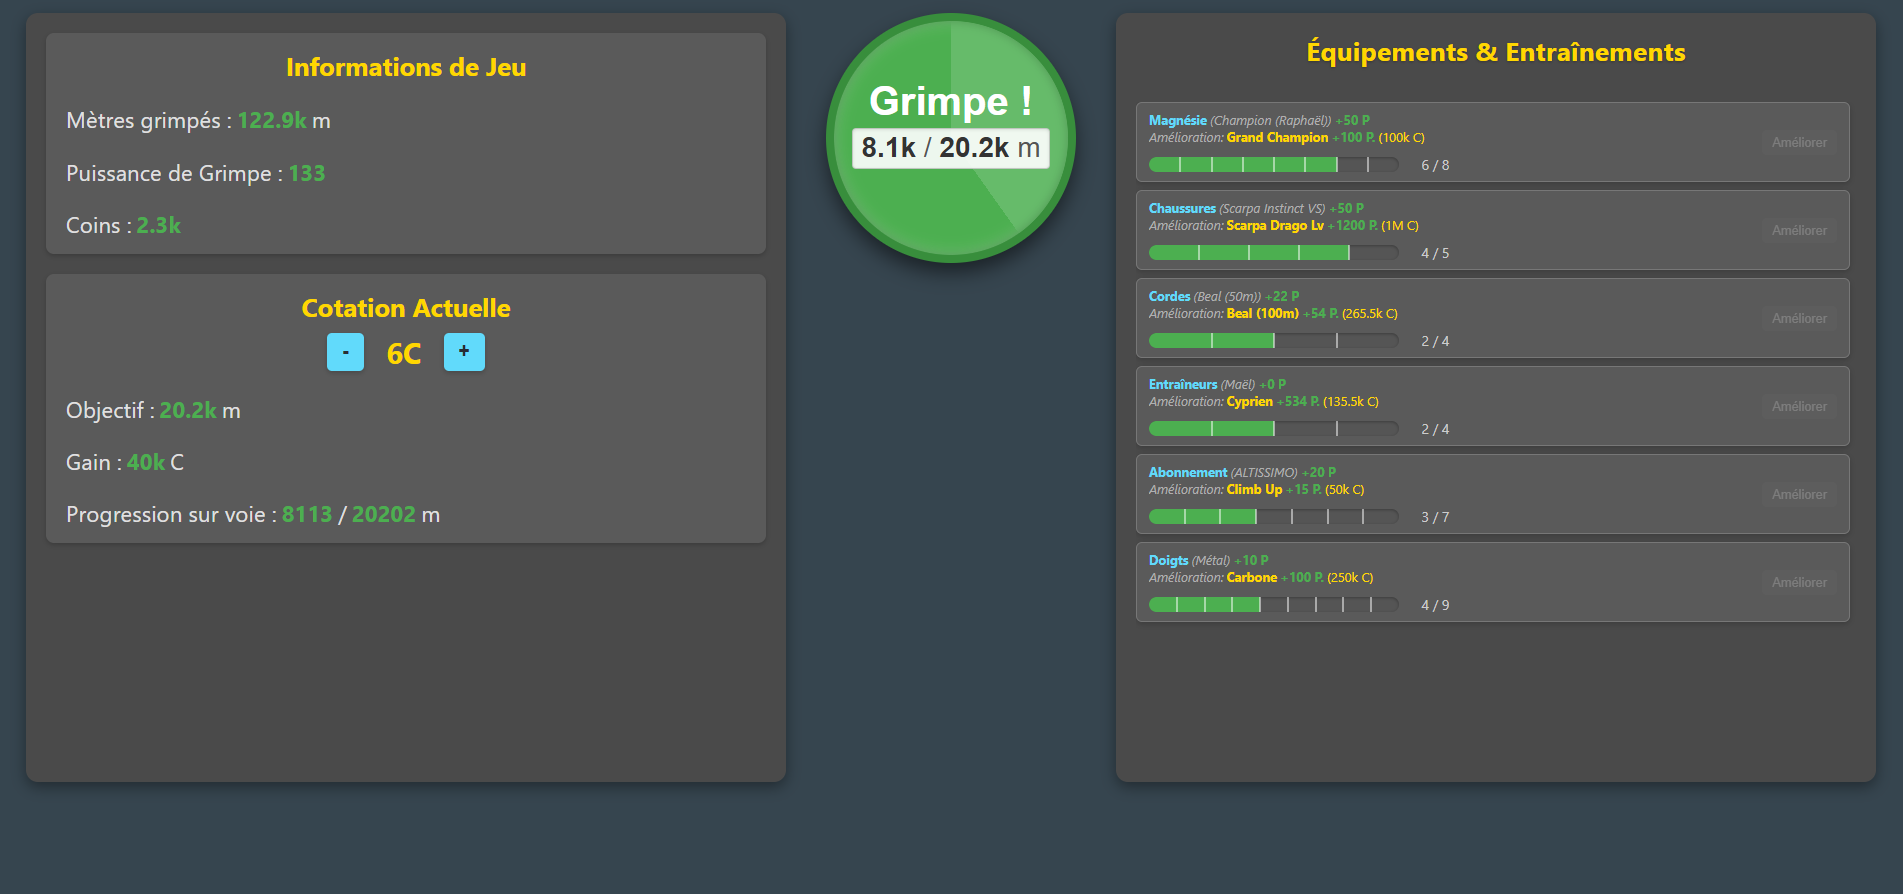 Informations de Jeu
Mètres grimpés : 122.9k m
Puissance de Grimpe : 133
Coins : 2.3k
Cotation Actuelle
- 6C +
Objectif : 20.2k m
Gain : 40k C
Progression sur voie : 8113 / 20202 m
Grimpe !
8.1k / 20.2k m
Équipements & Entraînements
Magnésie (Champion (Raphaël)) +50 P
Amélioration: Grand Champion +100 P. (100k C)
Améliorer
6 / 8
Chaussures (Scarpa Instinct VS) +50 P
Amélioration: Scarpa Drago Lv +1200 P. (1M C)
Améliorer
4 / 5
Cordes (Beal (50m)) +22 P
Amélioration: Beal (100m) +54 P. (265.5k C)
Améliorer
2 / 4
Entraîneurs (Maël) +0 P
Amélioration: Cyprien +534 P. (135.5k C)
Améliorer
2 / 4
Abonnement (ALTISSIMO) +20 P
Amélioration: Climb Up +15 P. (50k C)
Améliorer
3 / 7
Doigts (Métal) +10 P
Amélioration: Carbone +100 P. (250k C)
Améliorer
4 / 9